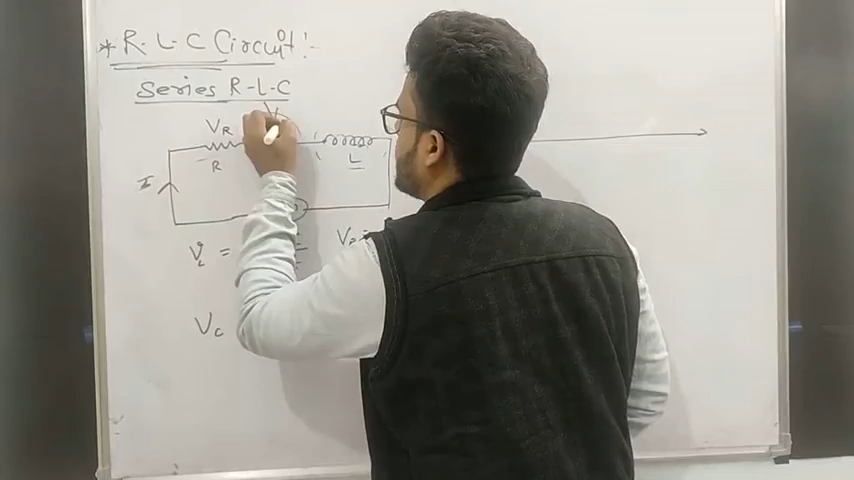 * R-L-C Circuit :-
Series R-L-C
VR
R
L
I
VL =
VC